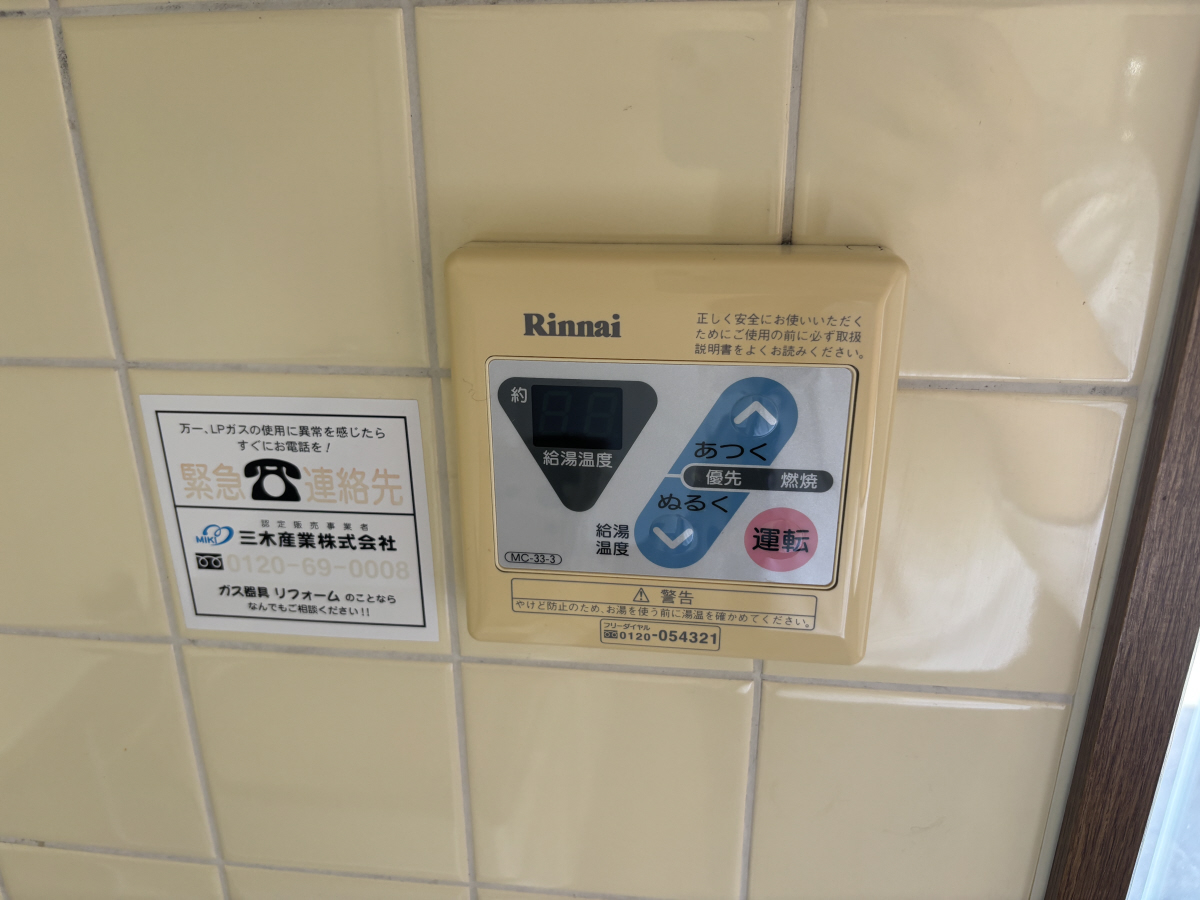 Rinnai
正しく安全にお使いいただく
ためにご使用の前に必ず取扱
説明書をよくお読みください。
約
給湯温度
あつく
優先 燃焼
ぬるく
給湯
温度
運転
MC-33-3
⚠ 警告
やけど防止のため、お湯を使う前に湯温を確かめてください。
フリーダイヤル
0120-054321
万一、LPガスの使用に異常を感じたら
すぐにお電話を!
緊急 連絡先
認定販売事業者
MIKI 三木産業株式会社
0120-69-0008
ガス器具 リフォーム のことなら
なんでもご相談ください!!